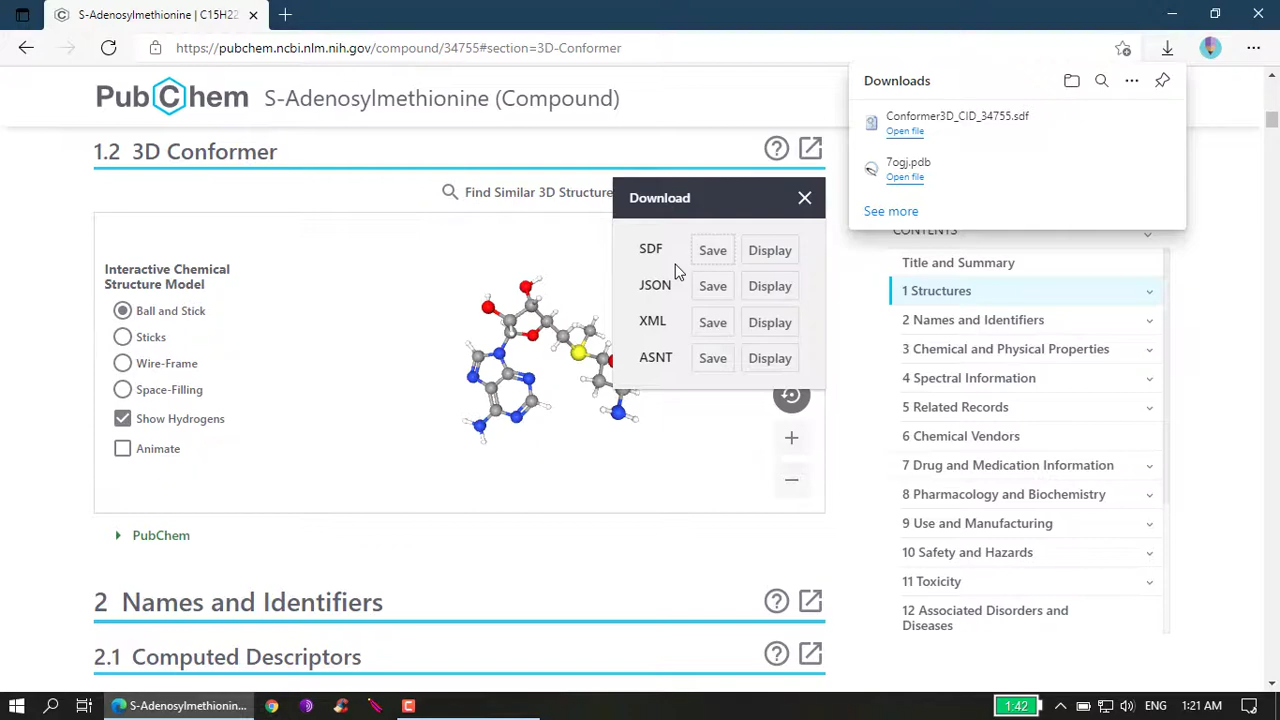 S-Adenosylmethionine | C15H22
https://pubchem.ncbi.nlm.nih.gov/compound/34755#section=3D-Conformer
PubChem
S-Adenosylmethionine (Compound)
Downloads
Conformer3D_CID_34755.sdf
Open file
7ogj.pdb
Open file
See more
1.2 3D Conformer
Find Similar 3D Structure
Download
SDF Save Display
JSON Save Display
XML Save Display
ASNT Save Display
Interactive Chemical
Structure Model
Ball and Stick
Sticks
Wire-Frame
Space-Filling
Show Hydrogens
Animate
PubChem
2 Names and Identifiers
2.1 Computed Descriptors
CONTENTS
Title and Summary
1 Structures
2 Names and Identifiers
3 Chemical and Physical Properties
4 Spectral Information
5 Related Records
6 Chemical Vendors
7 Drug and Medication Information
8 Pharmacology and Biochemistry
9 Use and Manufacturing
10 Safety and Hazards
11 Toxicity
12 Associated Disorders and
Diseases
S-Adenosylmethionin...
1:42
ENG
1:21 AM